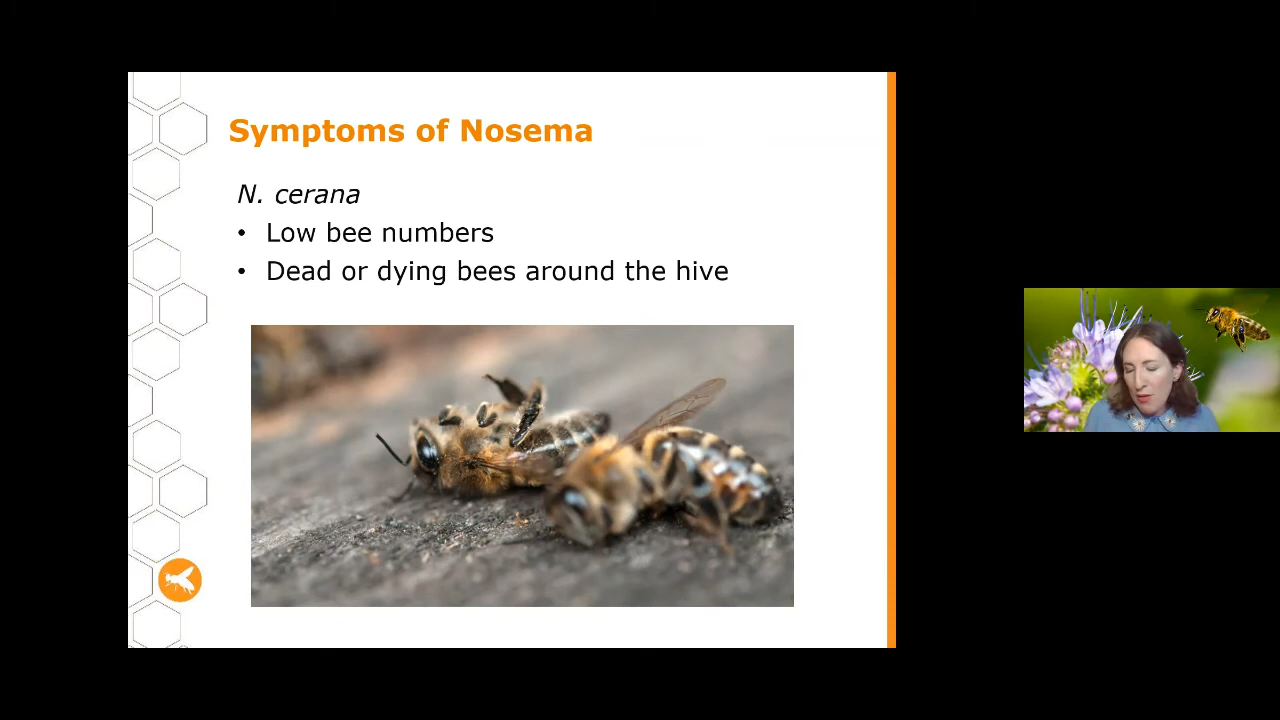 Symptoms of Nosema
N. cerana
• Low bee numbers
• Dead or dying bees around the hive